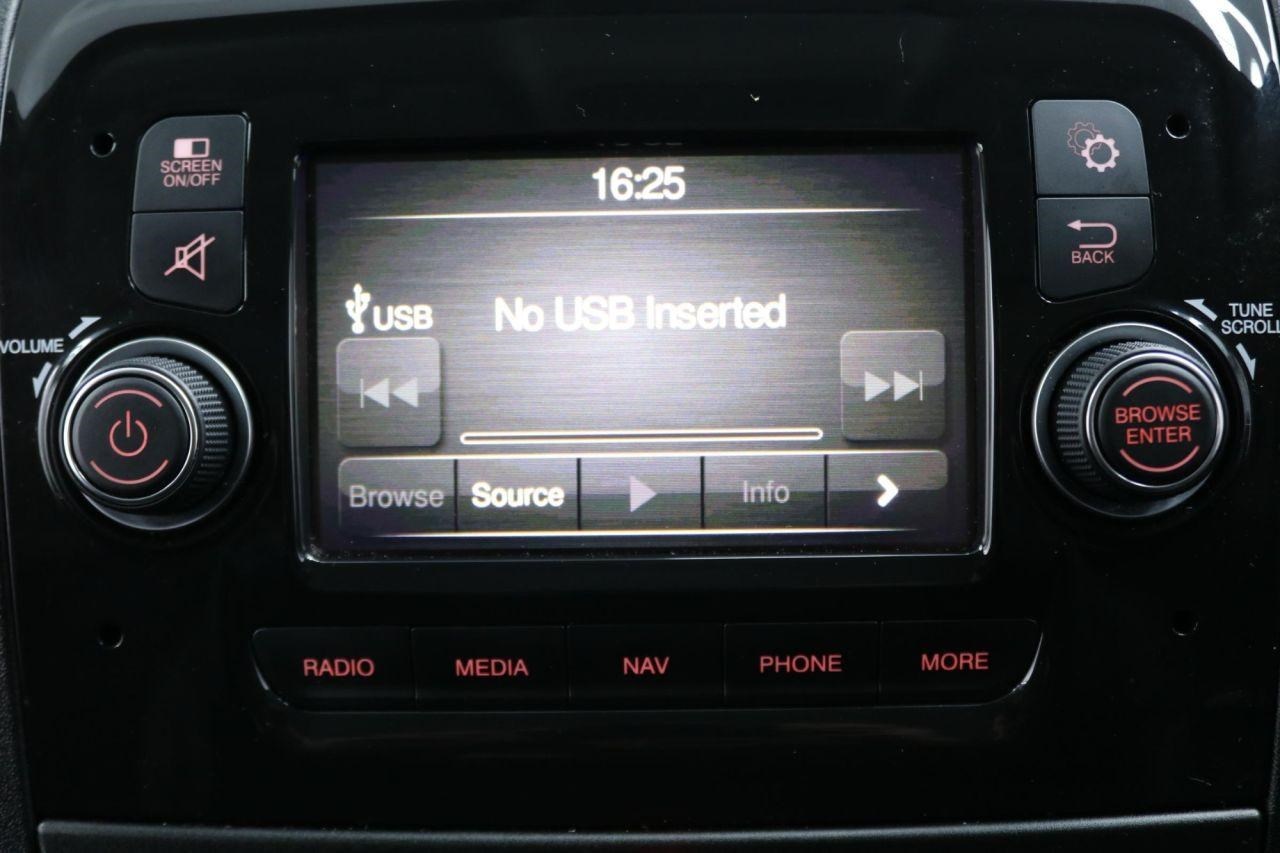 16:25
SCREEN
ON/OFF
BACK
VOLUME
TUNE
SCROLL
USB
No USB Inserted
BROWSE
ENTER
Browse
Source
Info
RADIO
MEDIA
NAV
PHONE
MORE